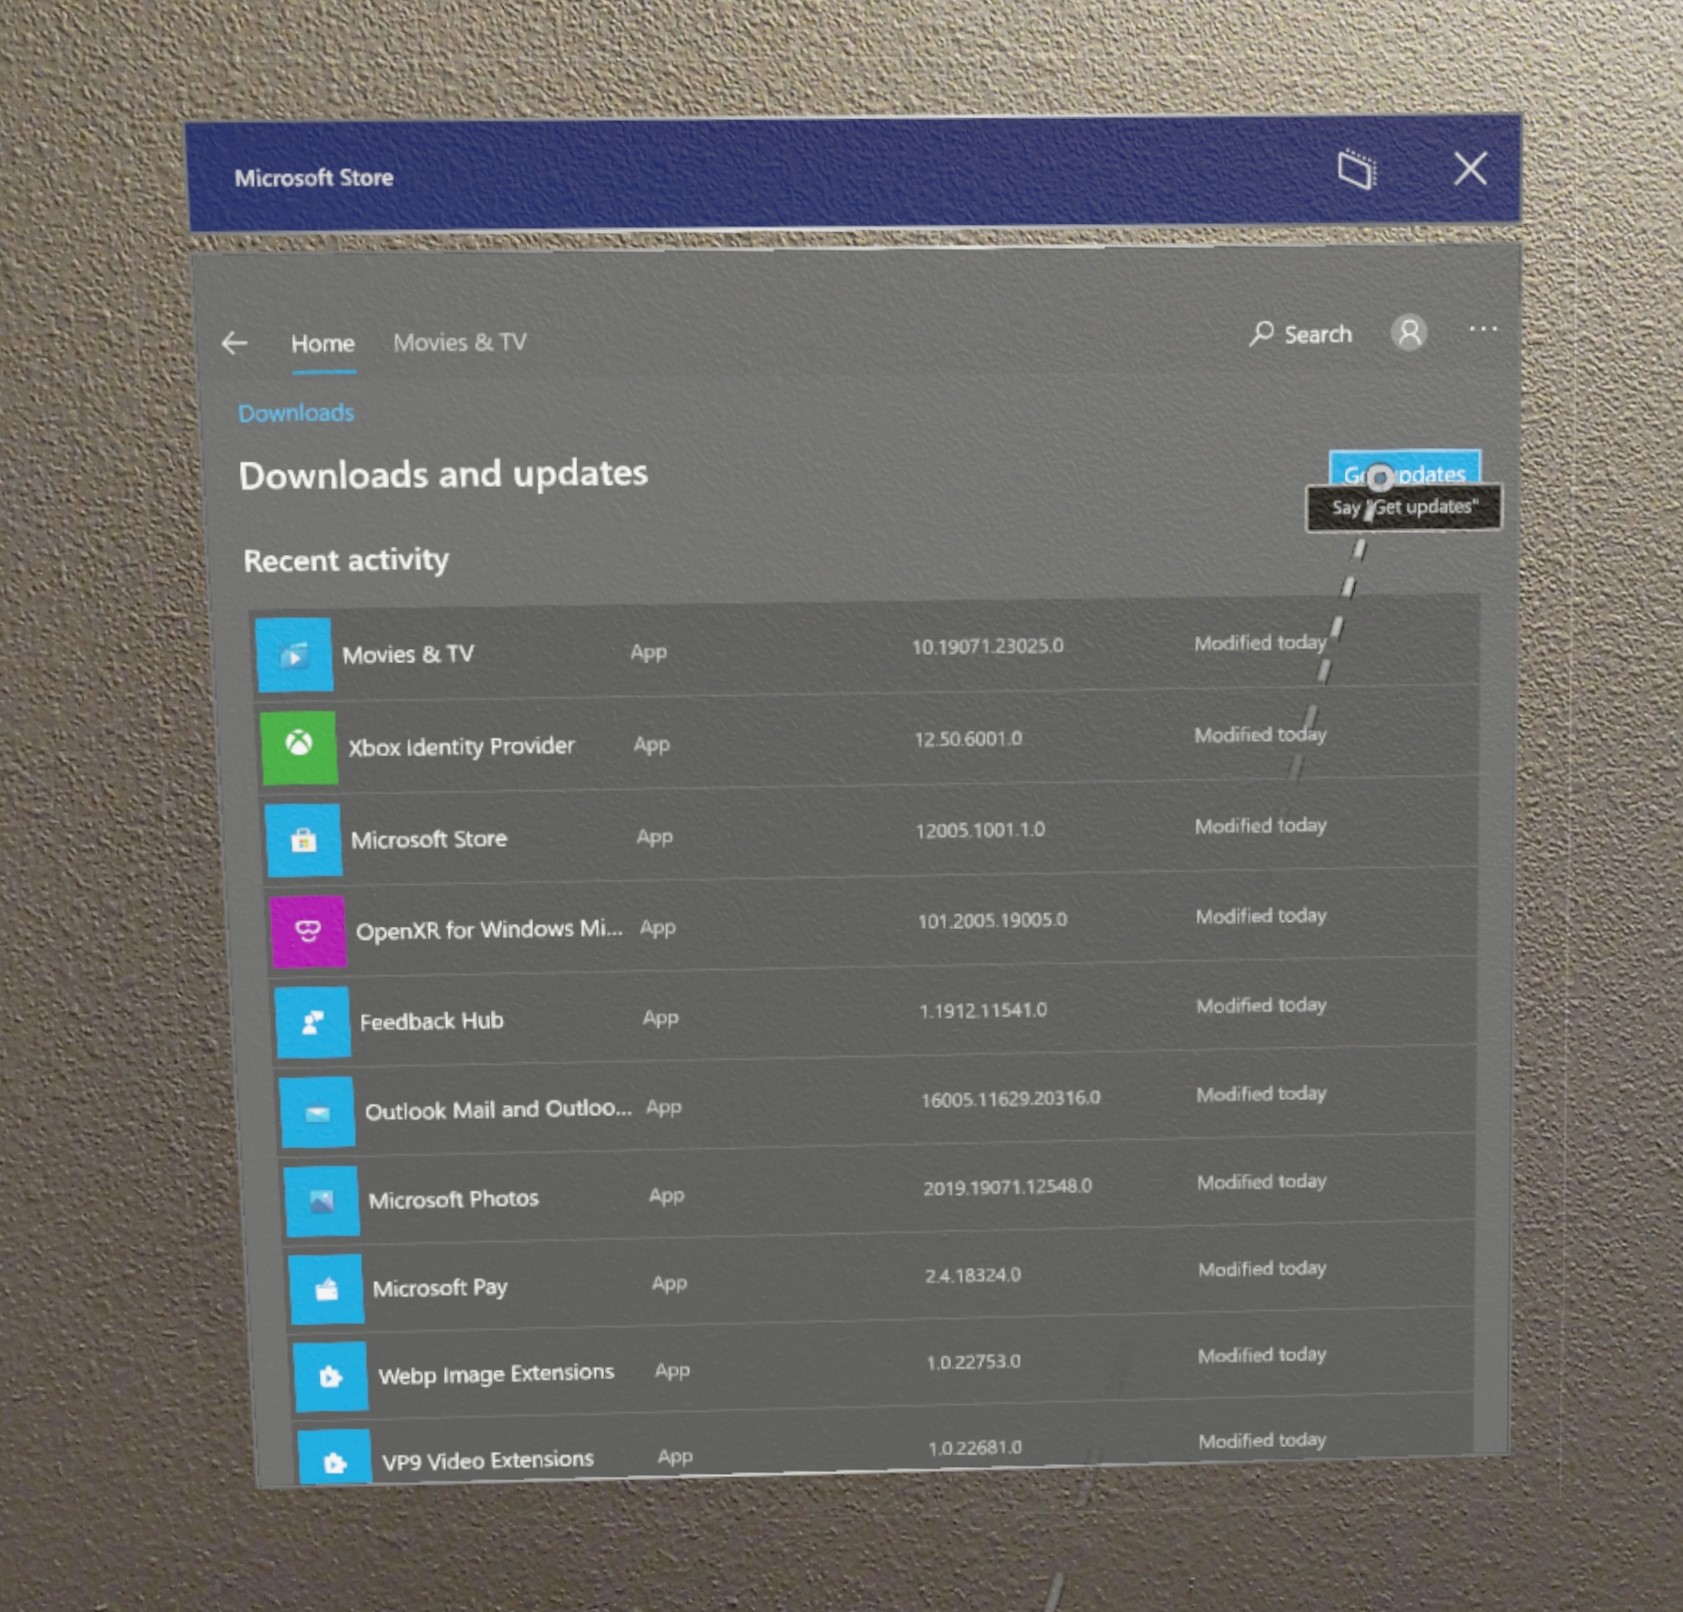 Microsoft Store
Home Movies & TV Search
Downloads
Downloads and updates
updates
Say "Get updates"
Recent activity
Movies & TV App 10.19071.23025.0 Modified today
Xbox Identity Provider App 12.50.6001.0 Modified today
Microsoft Store App 12005.1001.1.0 Modified today
OpenXR for Windows Mi... App 101.2005.19005.0 Modified today
Feedback Hub App 1.1912.11541.0 Modified today
Outlook Mail and Outloo... App 16005.11629.20316.0 Modified today
Microsoft Photos App 2019.19071.12548.0 Modified today
Microsoft Pay App 2.4.18324.0 Modified today
Webp Image Extensions App 1.0.22753.0 Modified today
VP9 Video Extensions App 1.0.22681.0 Modified today